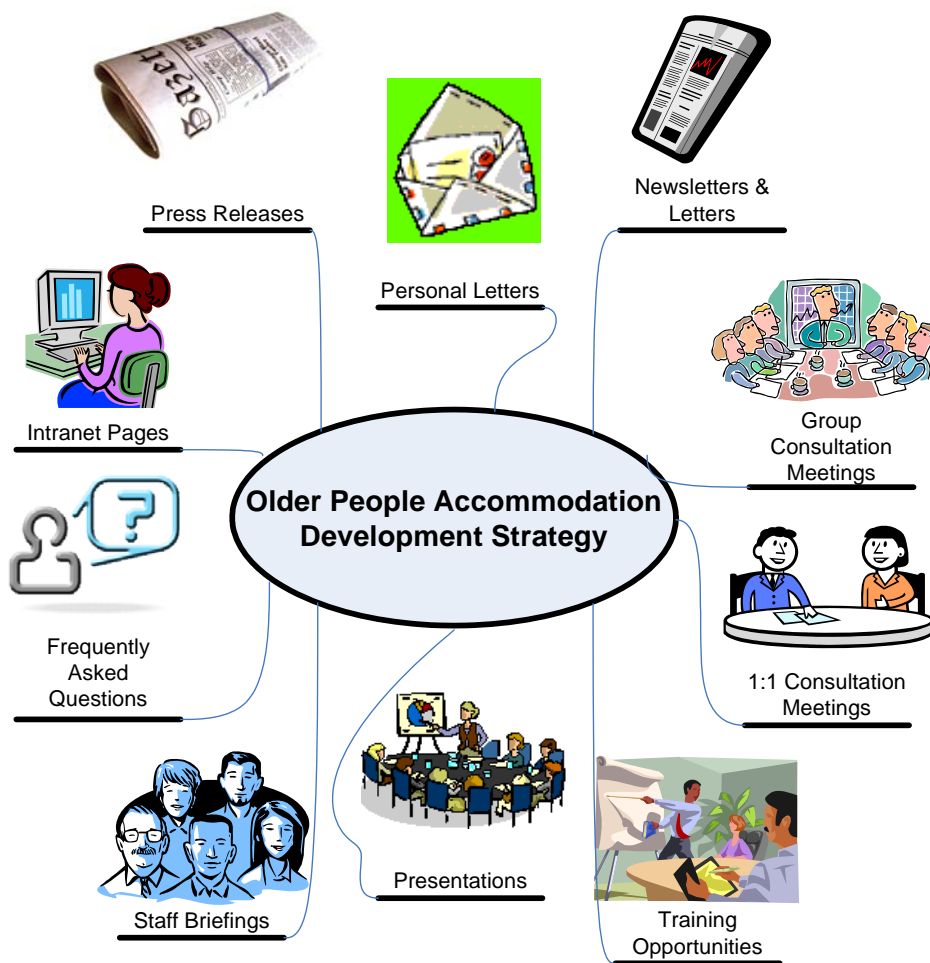 Gazett
Press Releases
Personal Letters
Newsletters &
Letters
Intranet Pages
Group
Consultation
Meetings
Older People Accommodation
Development Strategy
?
Frequently
Asked
Questions
1:1 Consultation
Meetings
Presentations
Staff Briefings
Training
Opportunities